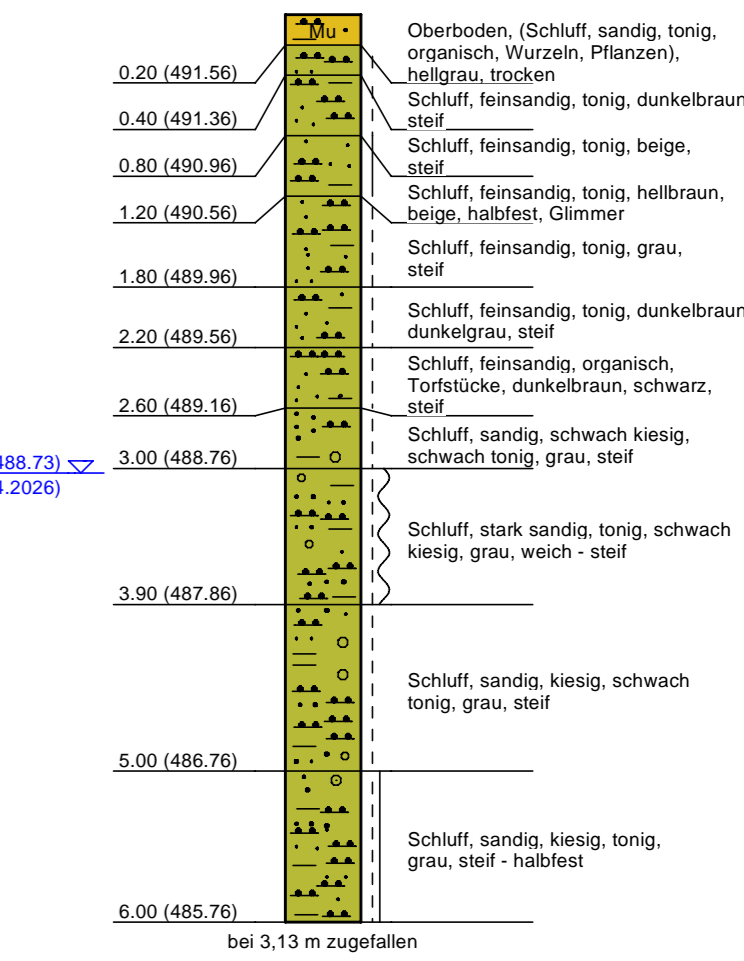 Mu
Oberboden, (Schluff, sandig, tonig,
organisch, Wurzeln, Pflanzen),
hellgrau, trocken
0.20 (491.56)
Schluff, feinsandig, tonig, dunkelbraun
steif
0.40 (491.36)
Schluff, feinsandig, tonig, beige,
steif
0.80 (490.96)
Schluff, feinsandig, tonig, hellbraun,
beige, halbfest, Glimmer
1.20 (490.56)
Schluff, feinsandig, tonig, grau,
steif
1.80 (489.96)
Schluff, feinsandig, tonig, dunkelbraun
dunkelgrau, steif
2.20 (489.56)
Schluff, feinsandig, organisch,
Torfstücke, dunkelbraun, schwarz,
steif
2.60 (489.16)
Schluff, sandig, schwach kiesig,
schwach tonig, grau, steif
3.00 (488.76)
488.73)
.2026)
Schluff, stark sandig, tonig, schwach
kiesig, grau, weich - steif
3.90 (487.86)
Schluff, sandig, kiesig, schwach
tonig, grau, steif
5.00 (486.76)
Schluff, sandig, kiesig, tonig,
grau, steif - halbfest
6.00 (485.76)
bei 3,13 m zugefallen